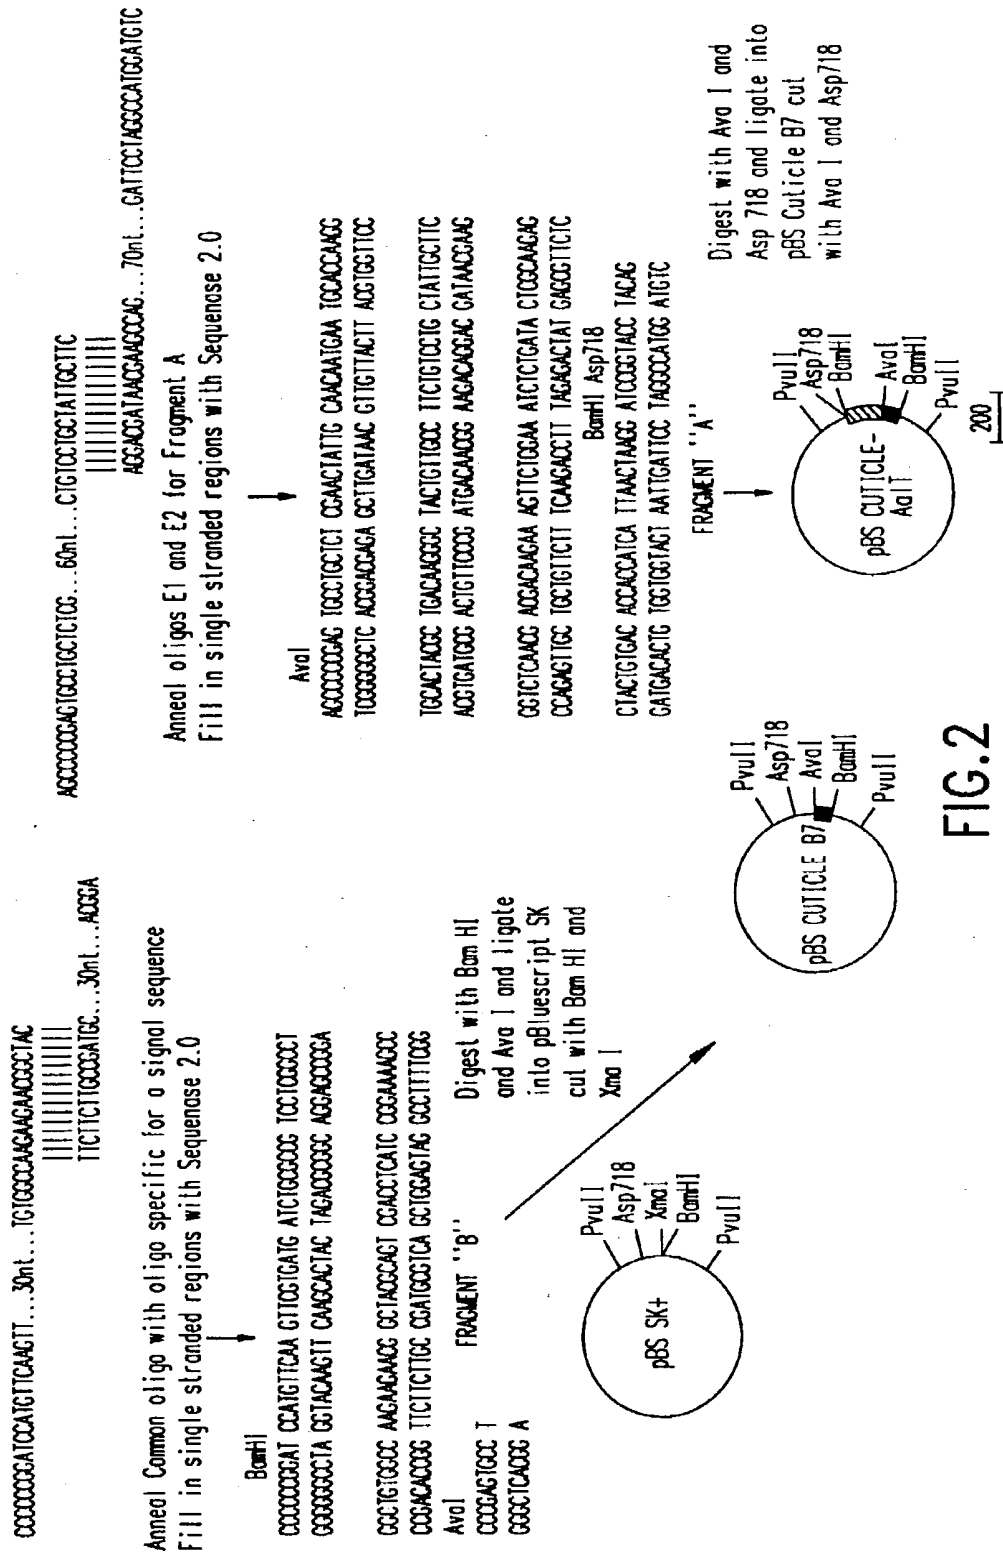 CCCCCCGGATCCATGTTCAAGTT...30nt...TGTGGCCAAGAAGAACGGCTAC
TTCTTCTTGCCGATGC...30nt...ACGGA
Anneal Common oligo with oligo specific for a signal sequence
Fill in single stranded regions with Sequenase 2.0
BamHI
CCCCCCGGAT CCATGTTCAA GTTCGTGATG ATCTGCGCCG TCCTCGGCCT
GGGGGGCCTA GGTACAAGTT CAAGCACTAC TAGACGCGGC AGGAGCCGGA
GGCTGTGGCC AAGAAGAACG GCTACGCAGT CGACCTCATC CGGAAAAGCC
CCGACACCGG TTCTTCTTGC CGATGCGTCA GCTGGAGTAG GCCTTTTCGG
AvaI
CCCGAGTGCC T
GGGCTCACGG A
FRAGMENT "B"
Digest with Bam HI
and Ava I and ligate
into pBluescript SK
cut with Bam HI and
Xma I
pBS SK+
PvuII
Asp718
XmaI
BamHI
PvuII
pBS CUTICLE B7
PvuII
Asp718
AvaI
BamHI
PvuII
AGCCCCCGAGTGCCTGCTCTCG...60nt...CTGTCCTGCTATTGCTTC
AGGACGATAACGAAGCCAG...70nt...GATTCCTAGGCCATGGATGTC
Anneal oligos E1 and E2 for Fragment A
Fill in single stranded regions with Sequenase 2.0
AvaI
AGCCCCCGAG TGCCTGCTCT CGAACTATTG CAACAATGAA TGCACCAAGG
TCGGGGGCTC ACGGACGAGA GCTTGATAAC GTTGTTACTT ACGTGGTTCC
TGCACTACGC TGACAAGGGC TACTGTTGCC TTCTGTCCTG CTATTGCTTC
ACGTGATGCG ACTGTTCCCG ATGACAACGG AAGACAGGAC GATAACGAAG
GGTCTCAACG ACGACAAGAA AGTTCTGGAA ATCTCTGATA CTCGCAAGAG
CCAGAGTTGC TGCTGTTCTT TCAAGACCTT TAGAGACTAT GAGCGTTCTC
BamHI Asp718
CTACTGTGAC ACCACCATCA TTAACTAAGG ATCCGGTACC TACAG
GATGACACTG TGGTGGTAGT AATTGATTCC TAGGCCATGG ATGTC
FRAGMENT "A"
Digest with Ava I and
Asp 718 and ligate into
pBS Cuticle B7 cut
with Ava I and Asp718
pBS CUTICLE-
AaIT
PvuII
Asp718
BamHI
AvaI
BamHI
PvuII
200
FIG.2